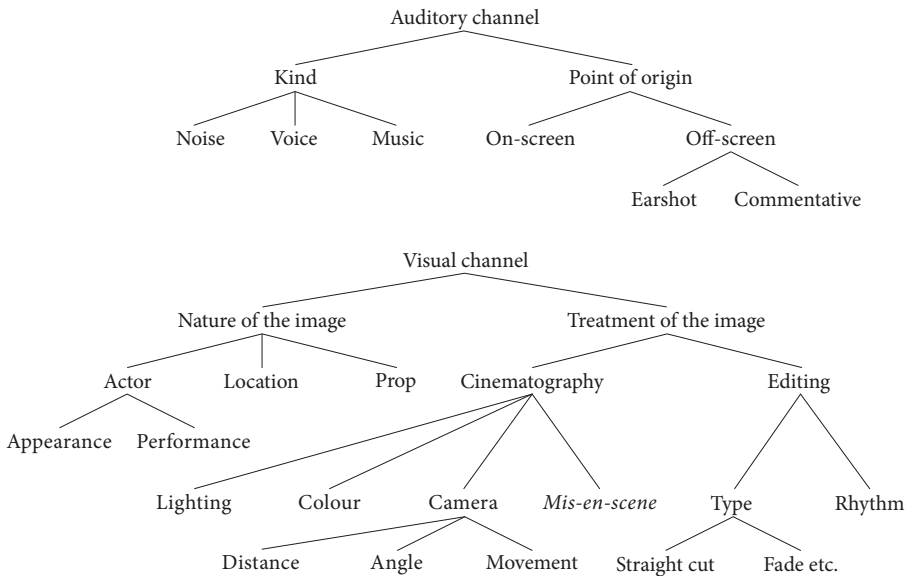 Auditory channel
Kind Point of origin
Noise Voice Music On-screen Off-screen
Earshot Commentative
Visual channel
Nature of the image Treatment of the image
Actor Location Prop Cinematography Editing
Appearance Performance
Lighting Colour Camera Mis-en-scene Type Rhythm
Distance Angle Movement Straight cut Fade etc.